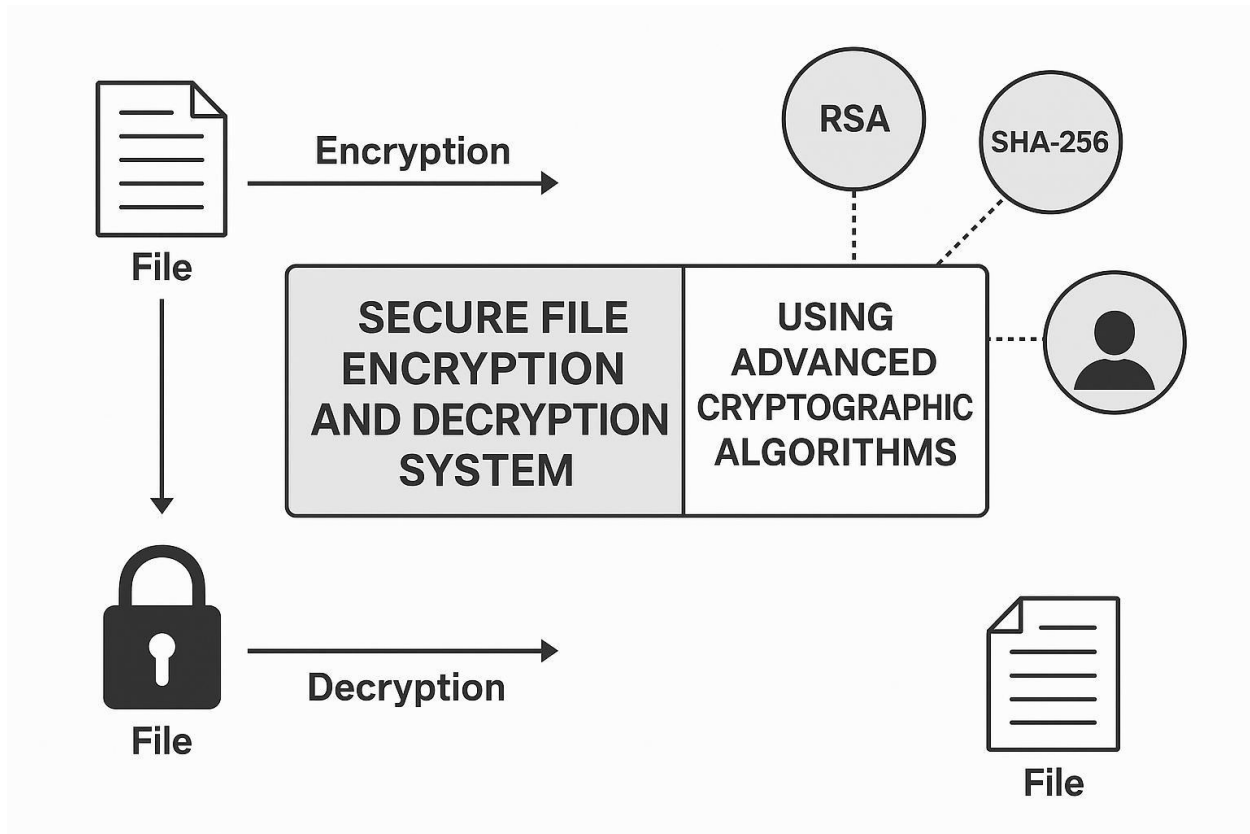 Encryption
RSA
SHA-256
File
SECURE FILE
ENCRYPTION
AND DECRYPTION
SYSTEM
USING
ADVANCED
CRYPTOGRAPHIC
ALGORITHMS
Decryption
File
File